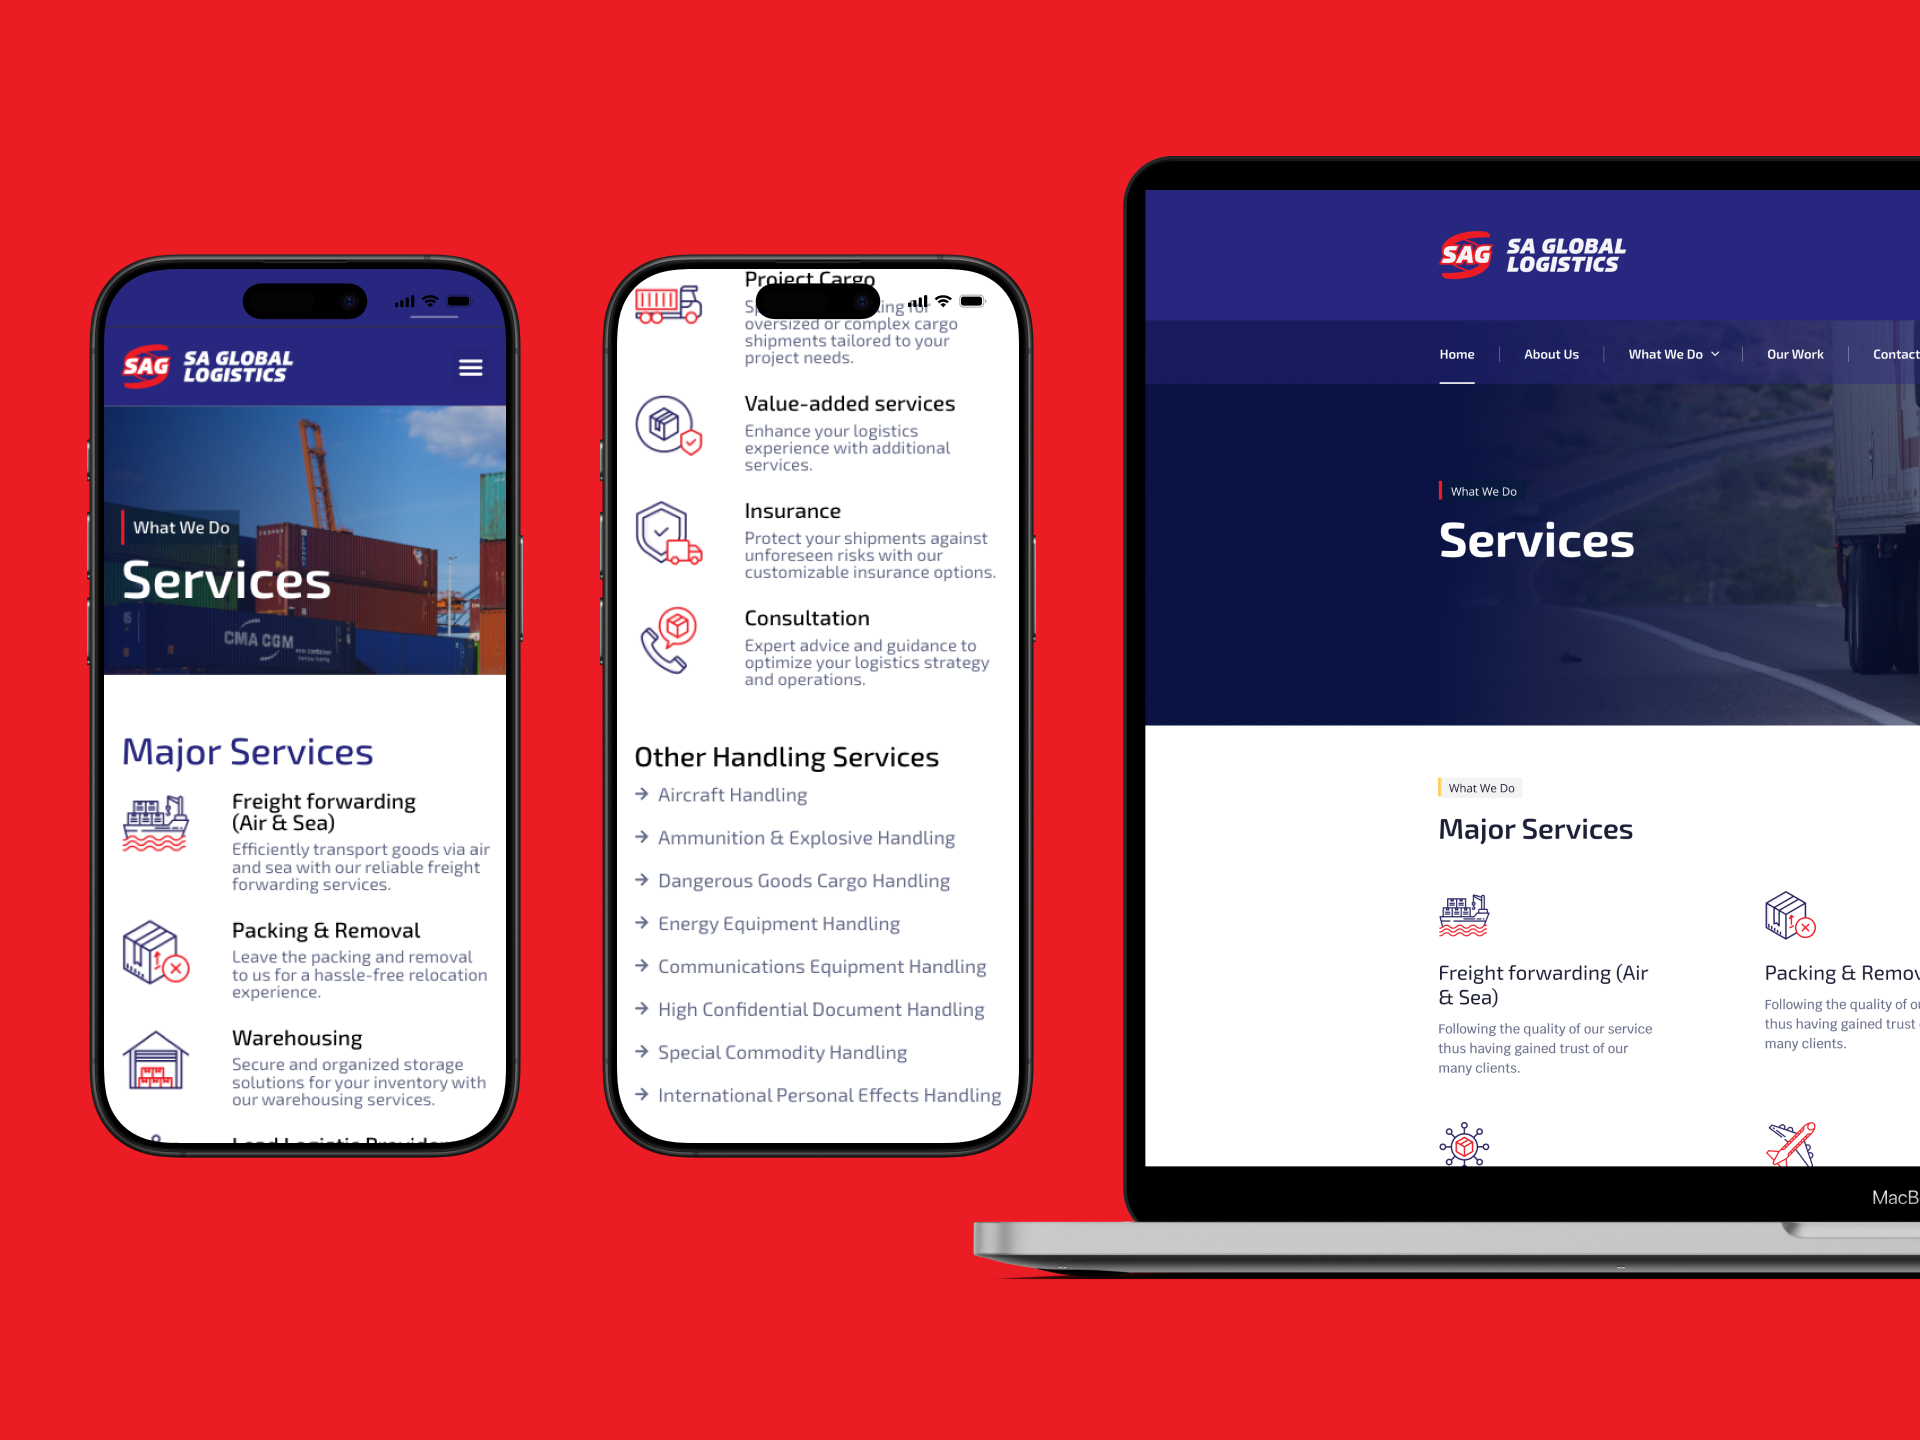 SAG
SA GLOBAL
LOGISTICS
What We Do
Services
CMA CGM
Major Services
Freight forwarding
(Air & Sea)
Efficiently transport goods via air
and sea with our reliable freight
forwarding services.
Packing & Removal
Leave the packing and removal
to us for a hassle-free relocation
experience.
Warehousing
Secure and organized storage
solutions for your inventory with
our warehousing services.
Lead Logistic Provider
Project Cargo
for
oversized or complex cargo
shipments tailored to your
project needs.
Value-added services
Enhance your logistics
experience with additional
services.
Insurance
Protect your shipments against
unforeseen risks with our
customizable insurance options.
Consultation
Expert advice and guidance to
optimize your logistics strategy
and operations.
Other Handling Services
Aircraft Handling
Ammunition & Explosive Handling
Dangerous Goods Cargo Handling
Energy Equipment Handling
Communications Equipment Handling
High Confidential Document Handling
Special Commodity Handling
International Personal Effects Handling
SAG
SA GLOBAL
LOGISTICS
Home About Us What We Do Our Work Contact
What We Do
Services
What We Do
Major Services
Freight forwarding (Air
& Sea)
Following the quality of our service
thus having gained trust of our
many clients.
Packing & Remov
Following the quality of ou
thus having gained trust
many clients.
MacB